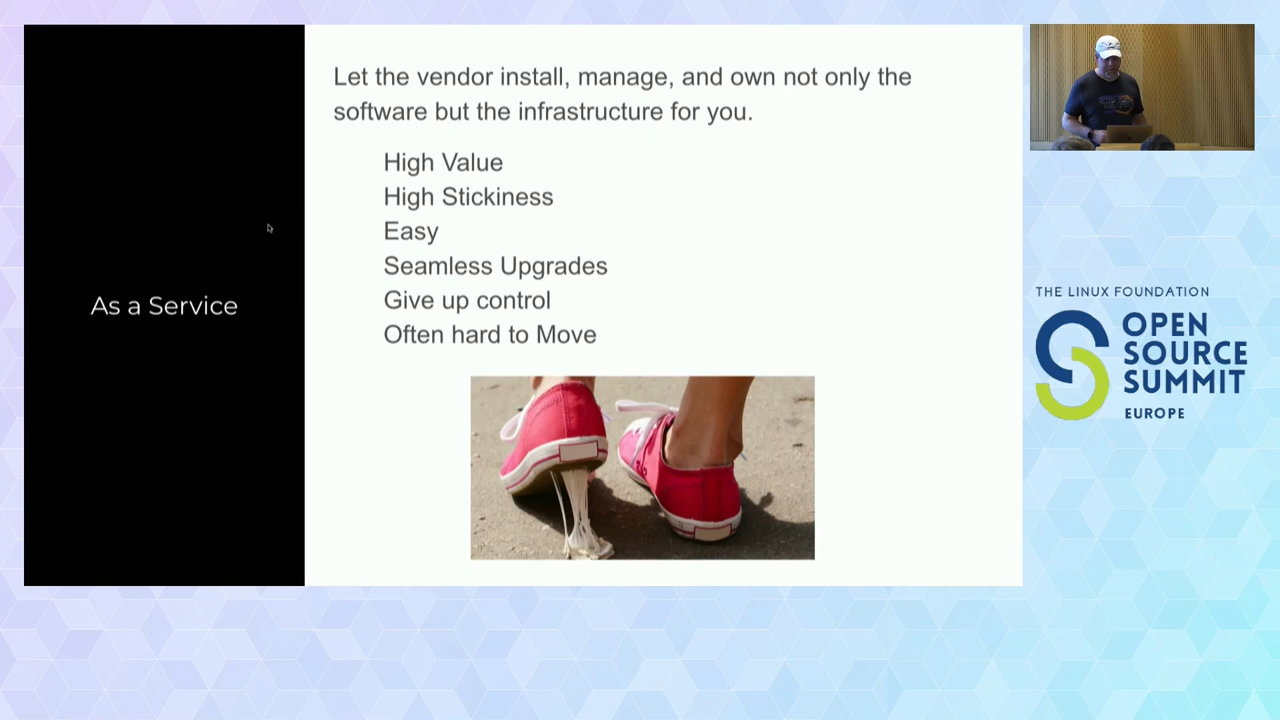 As a Service
Let the vendor install, manage, and own not only the
software but the infrastructure for you.
High Value
High Stickiness
Easy
Seamless Upgrades
Give up control
Often hard to Move
THE LINUX FOUNDATION
OPEN
SOURCE
SUMMIT
EUROPE